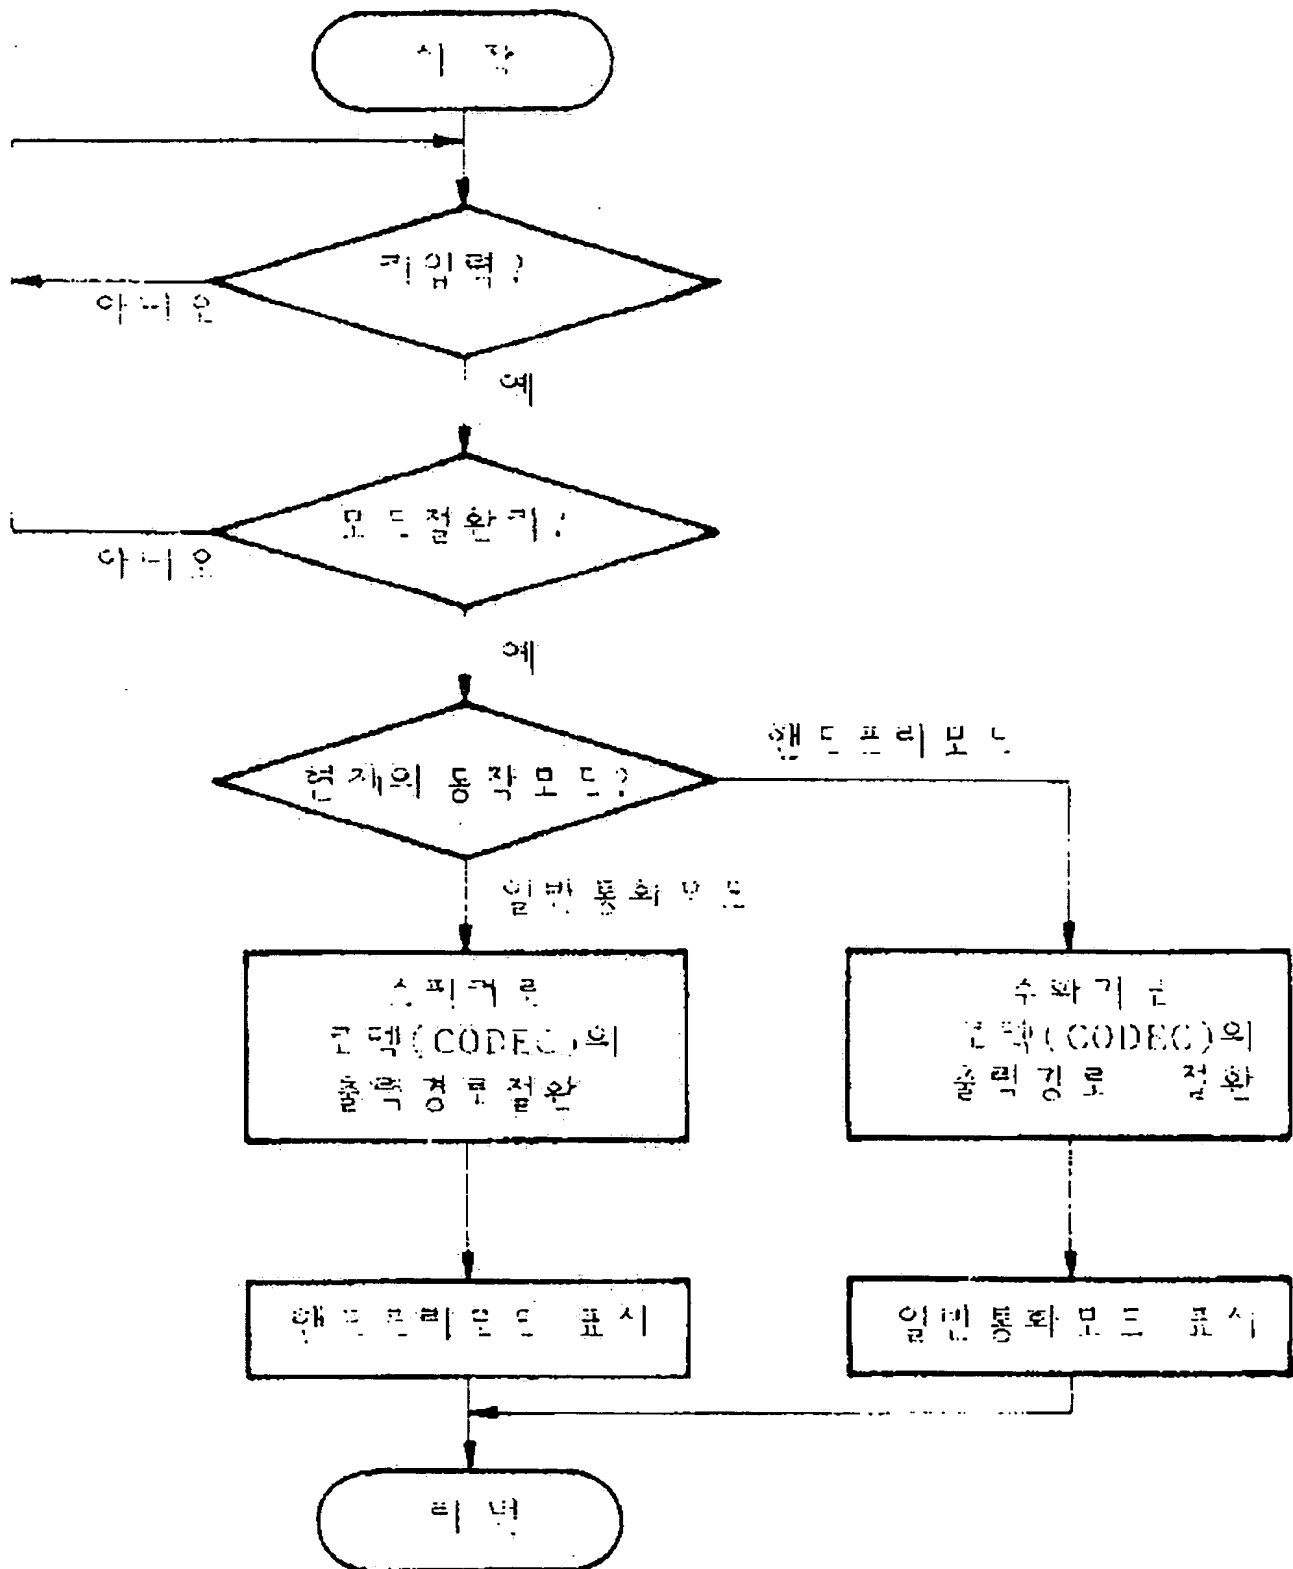 시 작
키입력?
아니오
예
모드절환키?
아니오
예
핸드프리모드
현재의 동작모드?
일반통화모드
스피커로
코덱(CODEC)의
출력경로절환
수화기로
코덱(CODEC)의
출력경로 절환
핸드프리모드 표시
일반통화모드 표시
리 턴